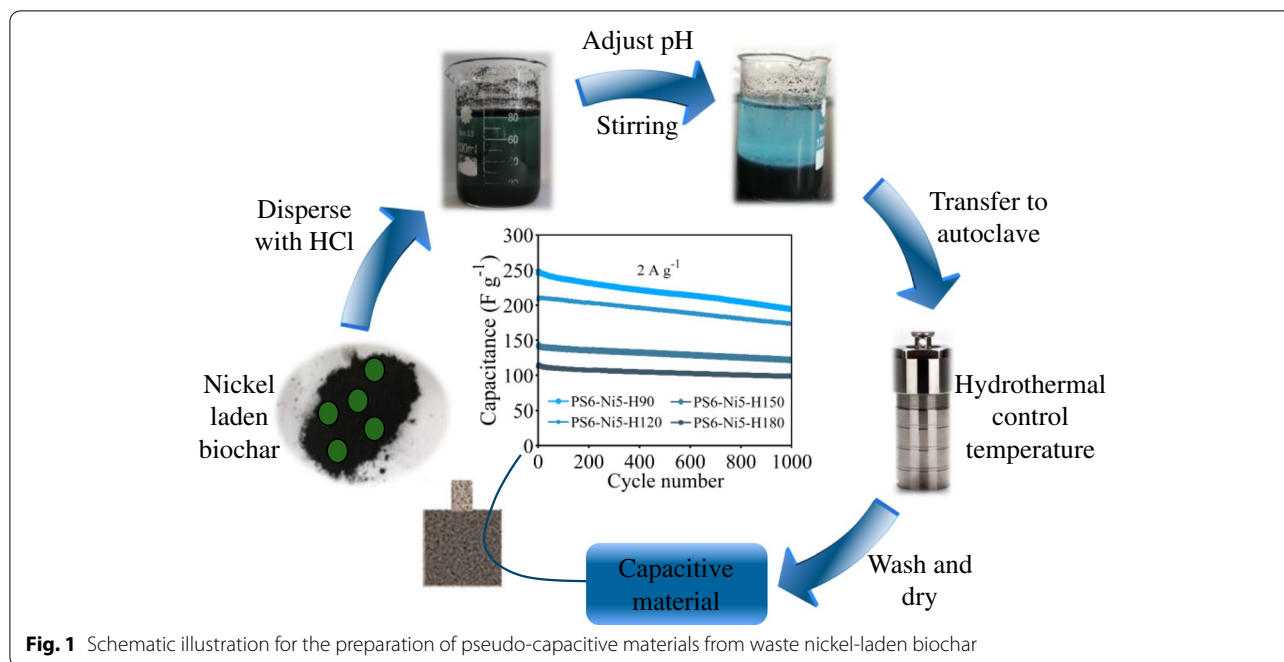 Adjust pH
Stirring
80
60
Disperse
with HCl
Transfer to
autoclave
Nickel
laden
biochar
Capacitance (F g⁻¹)
300
250
200
150
100
50
0
2 A g⁻¹
PS6-Ni5-H90
PS6-Ni5-H150
PS6-Ni5-H120
PS6-Ni5-H180
0 200 400 600 800 1000
Cycle number
Hydrothermal
control
temperature
Capacitive
material
Wash and
dry
Fig. 1 Schematic illustration for the preparation of pseudo-capacitive materials from waste nickel-laden biochar